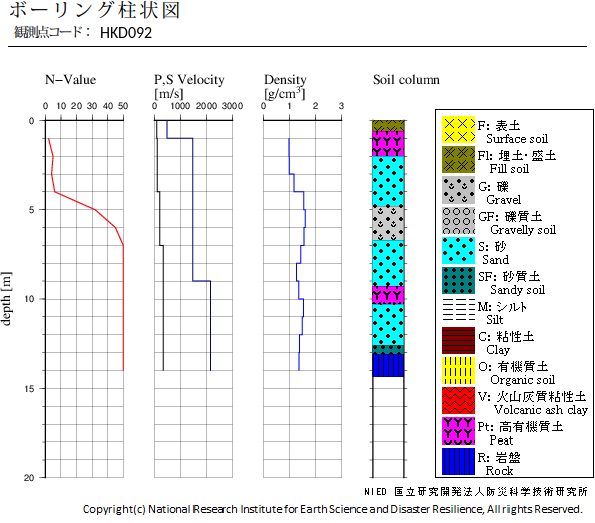 ボーリング柱状図
観測点コード： HKD092
N-Value
0 10 20 30 40 50
P,S Velocity
[m/s]
0 1000 2000 3000
Density
[g/cm3]
0 1 2 3
Soil column
depth [m]
0
5
10
15
20
F: 表土
Surface soil
Fl: 埋土・盛土
Fill soil
G: 礫
Gravel
GF: 礫質土
Gravelly soil
S: 砂
Sand
SF: 砂質土
Sandy soil
M: シルト
Silt
C: 粘性土
Clay
O: 有機質土
Organic soil
V: 火山灰質粘性土
Volcanic ash clay
Pt: 高有機質土
Peat
R: 岩盤
Rock
NIED 国立研究開発法人防災科学技術研究所
Copyright(c) National Research Institute for Earth Science and Disaster Resilience, All rights Reserved.